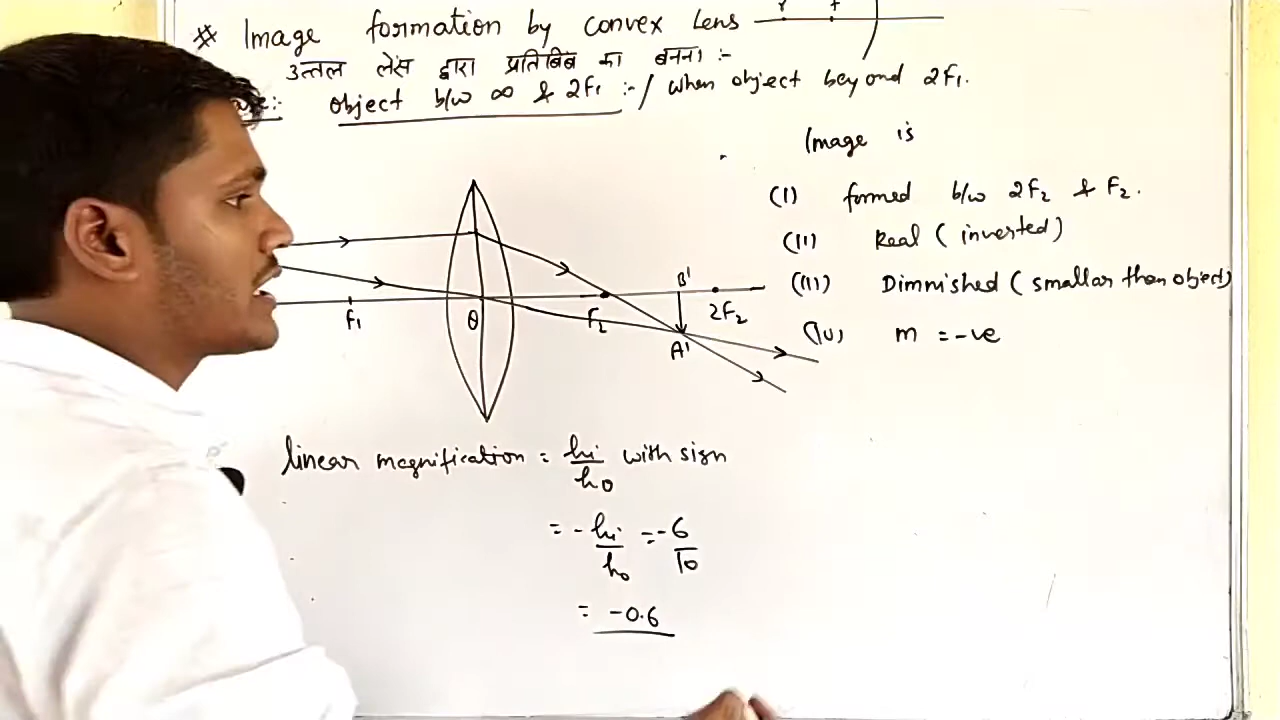 * Image formation by convex lens
उत्तल लेंस द्वारा प्रतिबिंब का बनना :-
object b/w ∞ & 2F₁ :- / when object beyond 2F₁.
Image is
(I) formed b/w 2F₂ & F₂.
(II) Real (inverted)
(III) Dimnished (smallar than object)
(IV) m = -ve
B'
F₁ O F₂ 2F₂
A'
linear magnification = hi/ho with sign
= -hi/ho = -6/10
= -0.6